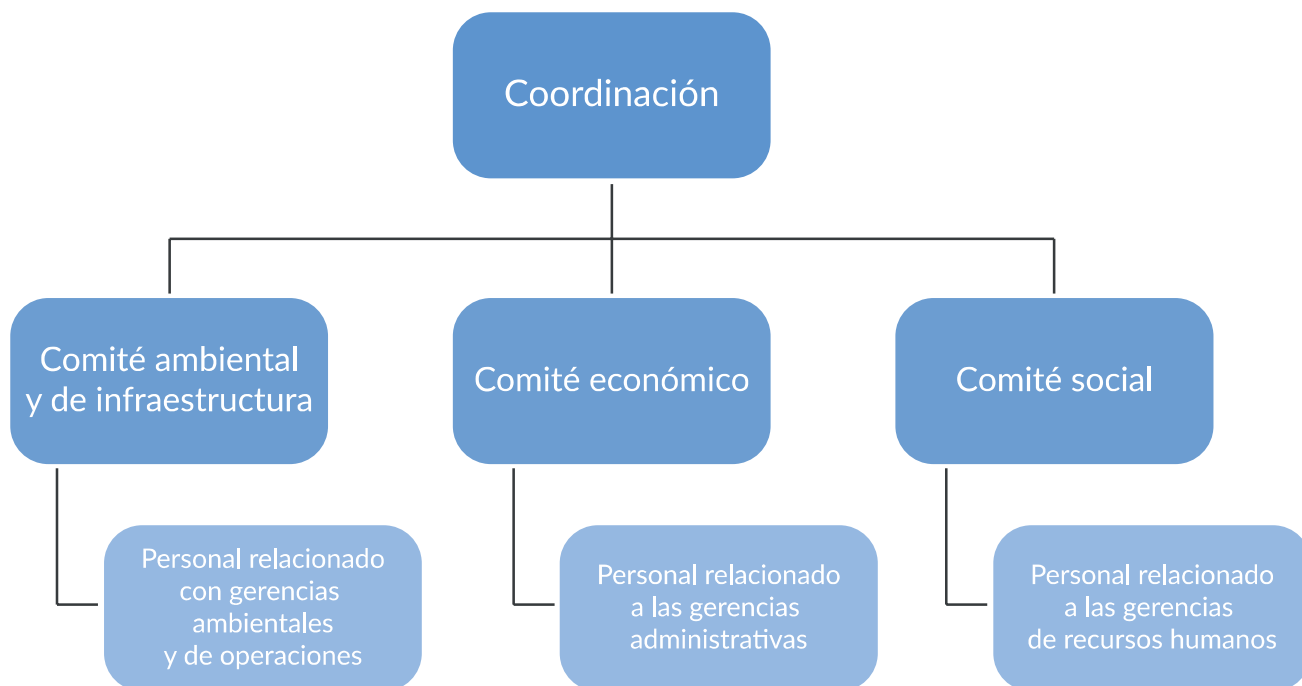 Coordinación
Comité ambiental
y de infraestructura
Comité económico
Comité social
Personal relacionado
con gerencias
ambientales
y de operaciones
Personal relacionado
a las gerencias
administrativas
Personal relacionado
a las gerencias
de recursos humanos